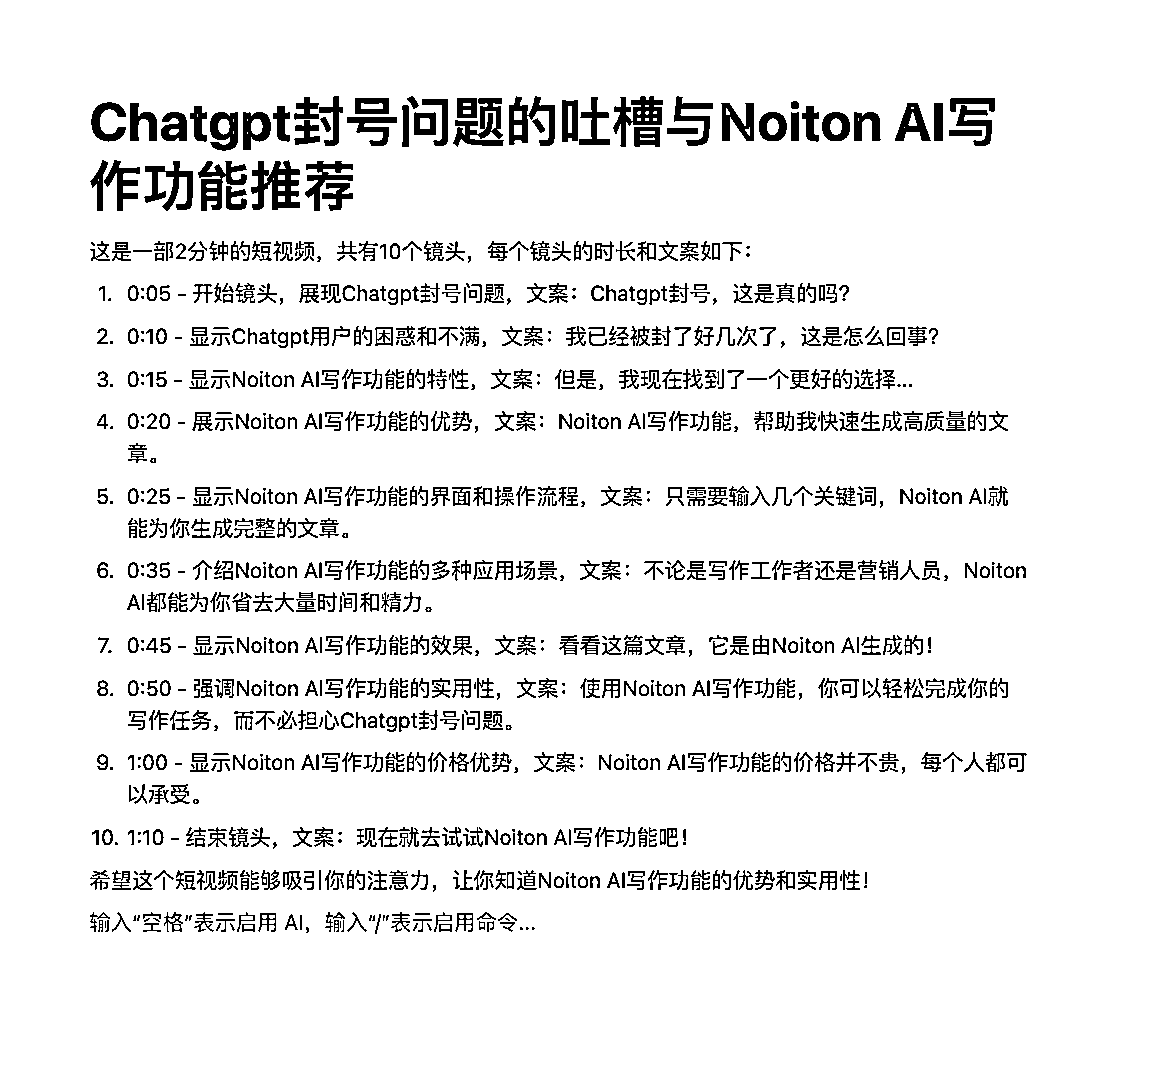 Chatgpt封号问题的吐槽与Noiton AI写
作功能推荐
这是一部2分钟的短视频，共有10个镜头，每个镜头的时长和文案如下：
1. 0:05 - 开始镜头，展现Chatgpt封号问题，文案：Chatgpt封号，这是真的吗？
2. 0:10 - 显示Chatgpt用户的困惑和不满，文案：我已经被封了好几次了，这是怎么回事？
3. 0:15 - 显示Noiton AI写作功能的特性，文案：但是，我现在找到了一个更好的选择...
4. 0:20 - 展示Noiton AI写作功能的优势，文案：Noiton AI写作功能，帮助我快速生成高质量的文
章。
5. 0:25 - 显示Noiton AI写作功能的界面和操作流程，文案：只需要输入几个关键词，Noiton AI就
能为你生成完整的文章。
6. 0:35 - 介绍Noiton AI写作功能的多种应用场景，文案：不论是写作工作者还是营销人员，Noiton
AI都能为你省去大量时间和精力。
7. 0:45 - 显示Noiton AI写作功能的效果，文案：看看这篇文章，它是由Noiton AI生成的！
8. 0:50 - 强调Noiton AI写作功能的实用性，文案：使用Noiton AI写作功能，你可以轻松完成你的
写作任务，而不必担心Chatgpt封号问题。
9. 1:00 - 显示Noiton AI写作功能的价格优势，文案：Noiton AI写作功能的价格并不贵，每个人都可
以承受。
10. 1:10 - 结束镜头，文案：现在就去试试Noiton AI写作功能吧！
希望这个短视频能够吸引你的注意力，让你知道Noiton AI写作功能的优势和实用性！
输入“空格”表示启用 AI，输入“/”表示启用命令...